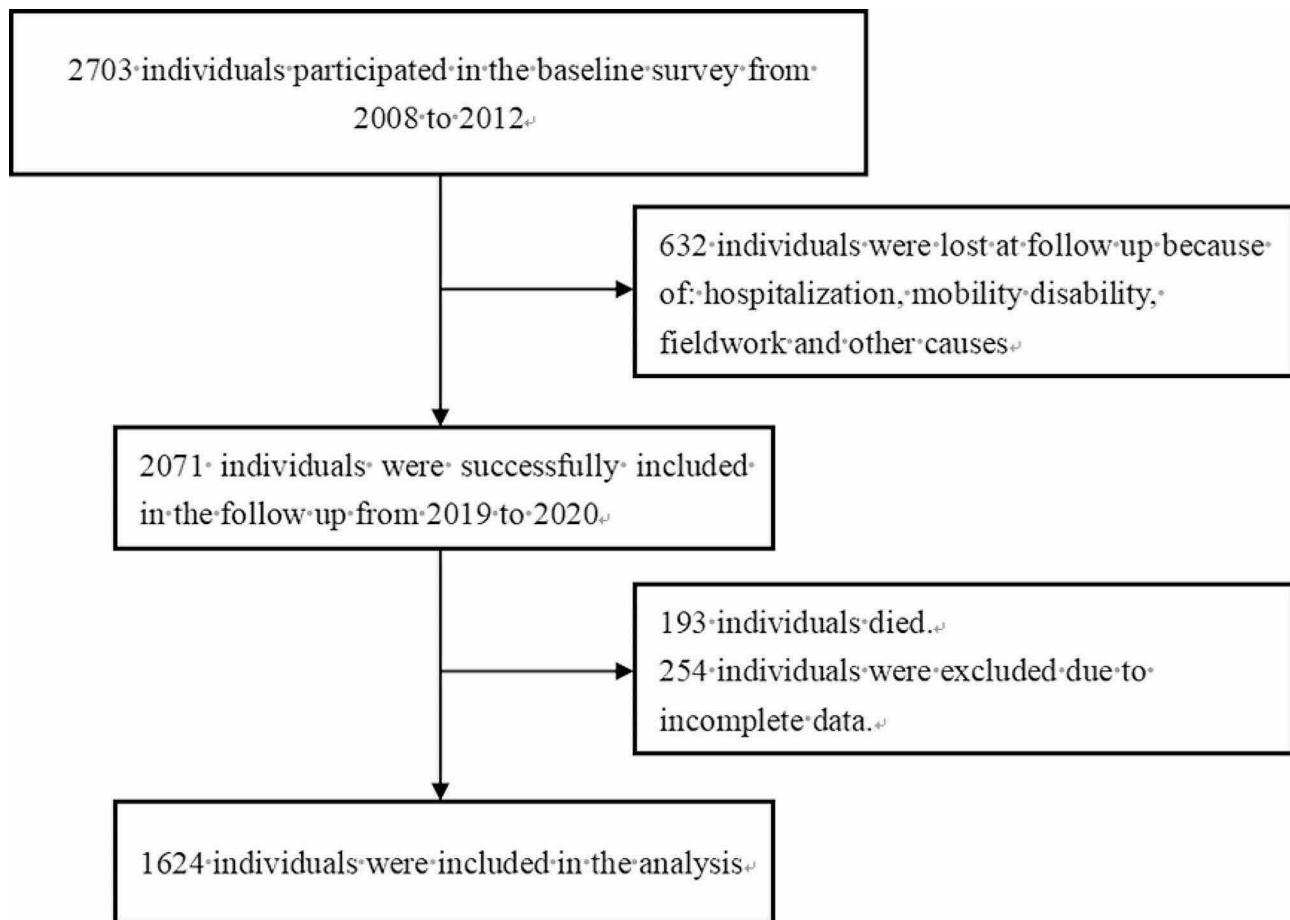 2703 individuals participated in the baseline survey from
2008 to 2012
632 individuals were lost at follow up because
of: hospitalization, mobility disability,
fieldwork and other causes
2071 individuals were successfully included
in the follow up from 2019 to 2020
193 individuals died.
254 individuals were excluded due to
incomplete data.
1624 individuals were included in the analysis